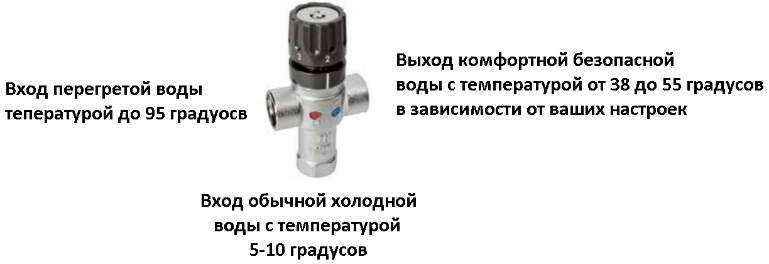 Вход перегретой воды
тепературой до 95 градуосв
Выход комфортной безопасной
воды с температурой от 38 до 55 градусов
в зависимости от ваших настроек
Вход обычной холодной
воды с температурой
5-10 градусов